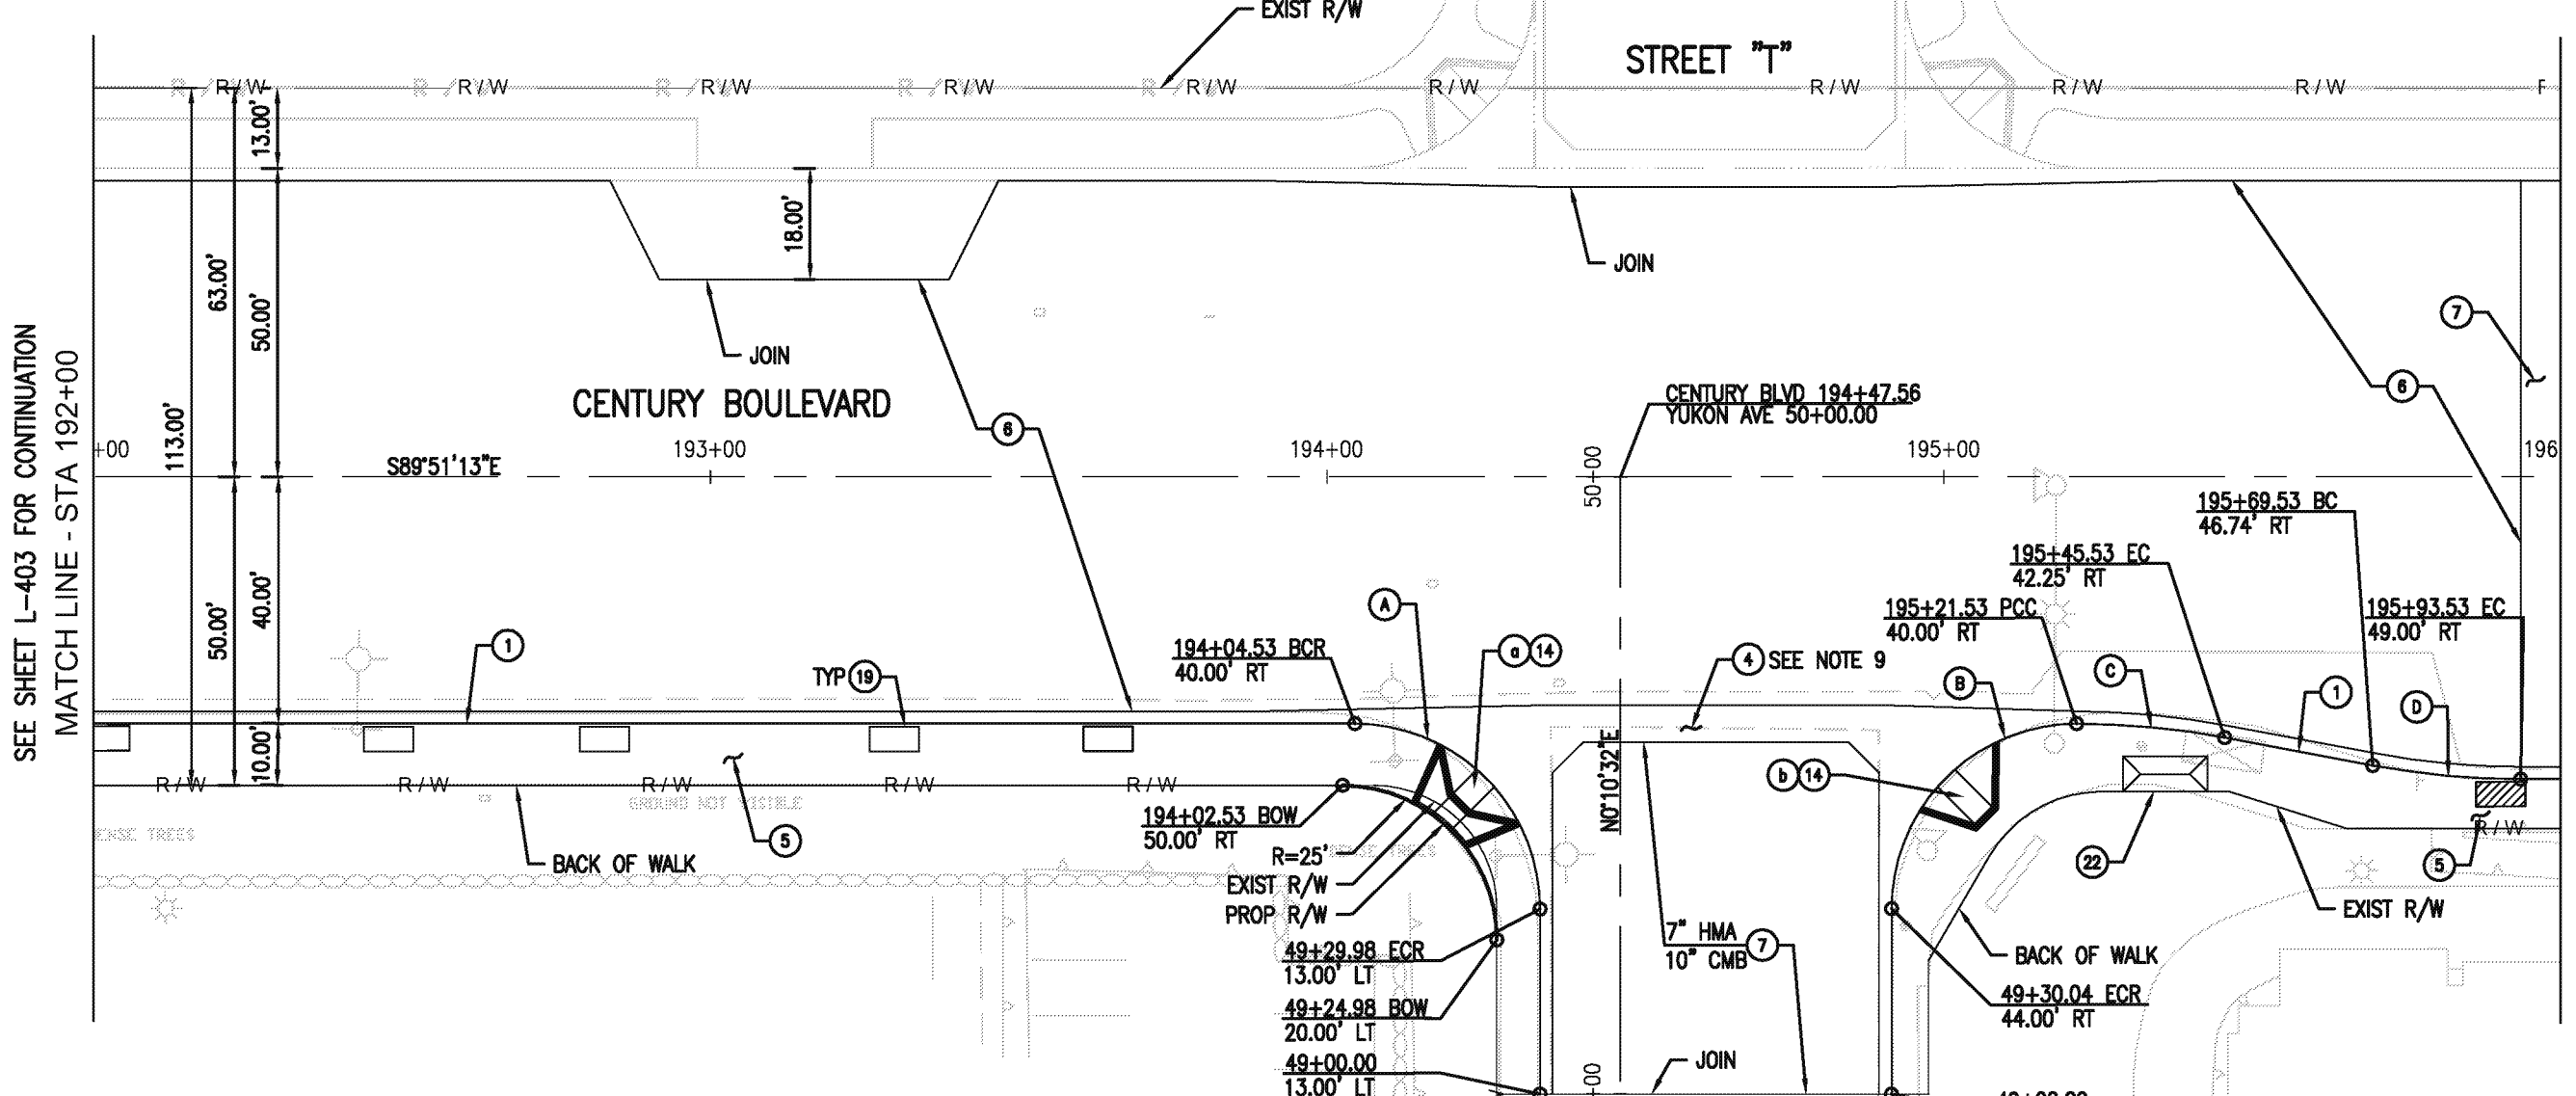 EXIST R/W
STREET "T"
R/W R/W R/W R/W R/W R/W R/W R/W R/W
13.00'
18.00'
63.00'
50.00'
113.00'
JOIN
JOIN
7
6
SEE SHEET L-403 FOR CONTINUATION
MATCH LINE - STA 192+00
CENTURY BOULEVARD
6
CENTURY BLVD 194+47.56
YUKON AVE 50+00.00
+00
193+00
194+00
195+00
196
S89°51'13"E
50+00
195+69.53 BC
46.74' RT
195+45.53 EC
42.25' RT
195+21.53 PCC
40.00' RT
195+93.53 EC
49.00' RT
50.00'
40.00'
10.00'
1
TYP 19
194+04.53 BCR
40.00' RT
A
a 14
4 SEE NOTE 9
B
C
1
D
b 14
N0°10'32"E
R/W R/W R/W R/W R/W
GROUND NOT VISIBLE
ENSE TREES
5
BACK OF WALK
194+02.53 BOW
50.00' RT
R=25'
EXIST R/W
PROP R/W
49+29.98 ECR
13.00' LT
49+24.98 BOW
20.00' LT
49+00.00
13.00' LT
7" HMA
10" CMB 7
JOIN
+00
22
R/W
5
EXIST R/W
BACK OF WALK
49+30.04 ECR
44.00' RT